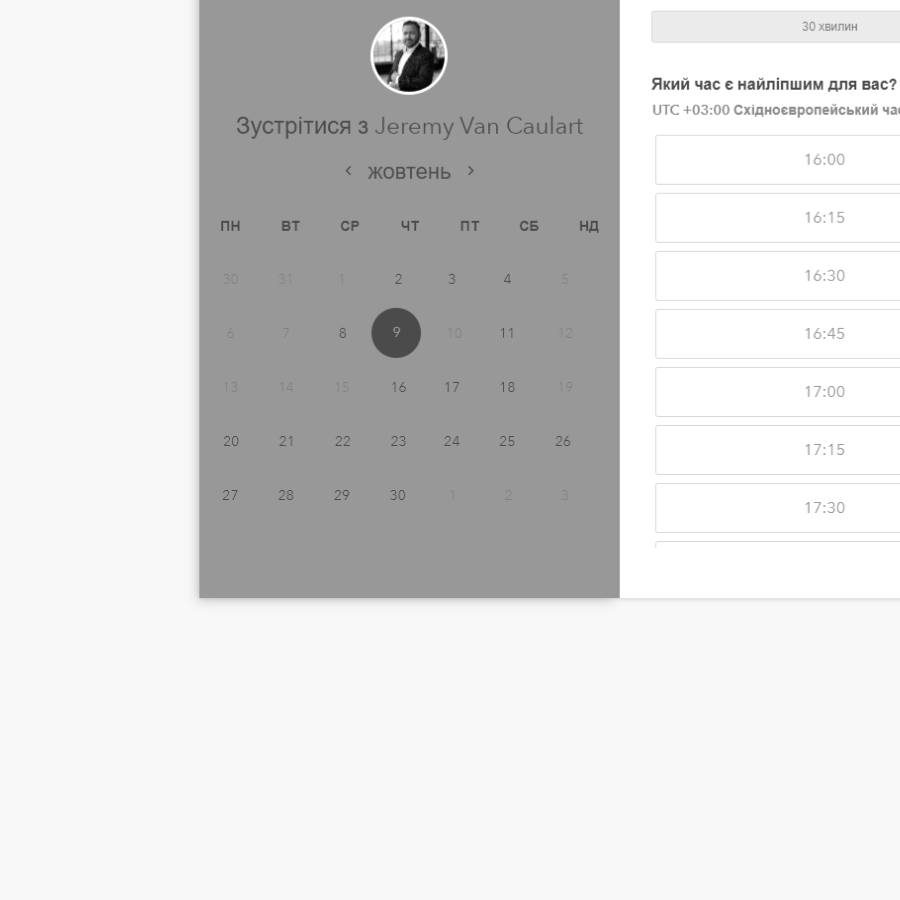 Зустрітися з Jeremy Van Caulart
жовтень
ПН ВТ СР ЧТ ПТ СБ НД
30 31 1 2 3 4 5
6 7 8 9 10 11 12
13 14 15 16 17 18 19
20 21 22 23 24 25 26
27 28 29 30 1 2 3
30 хвилин
Який час є найліпшим для вас?
UTC +03:00 Східноєвропейський
16:00
16:15
16:30
16:45
17:00
17:15
17:30